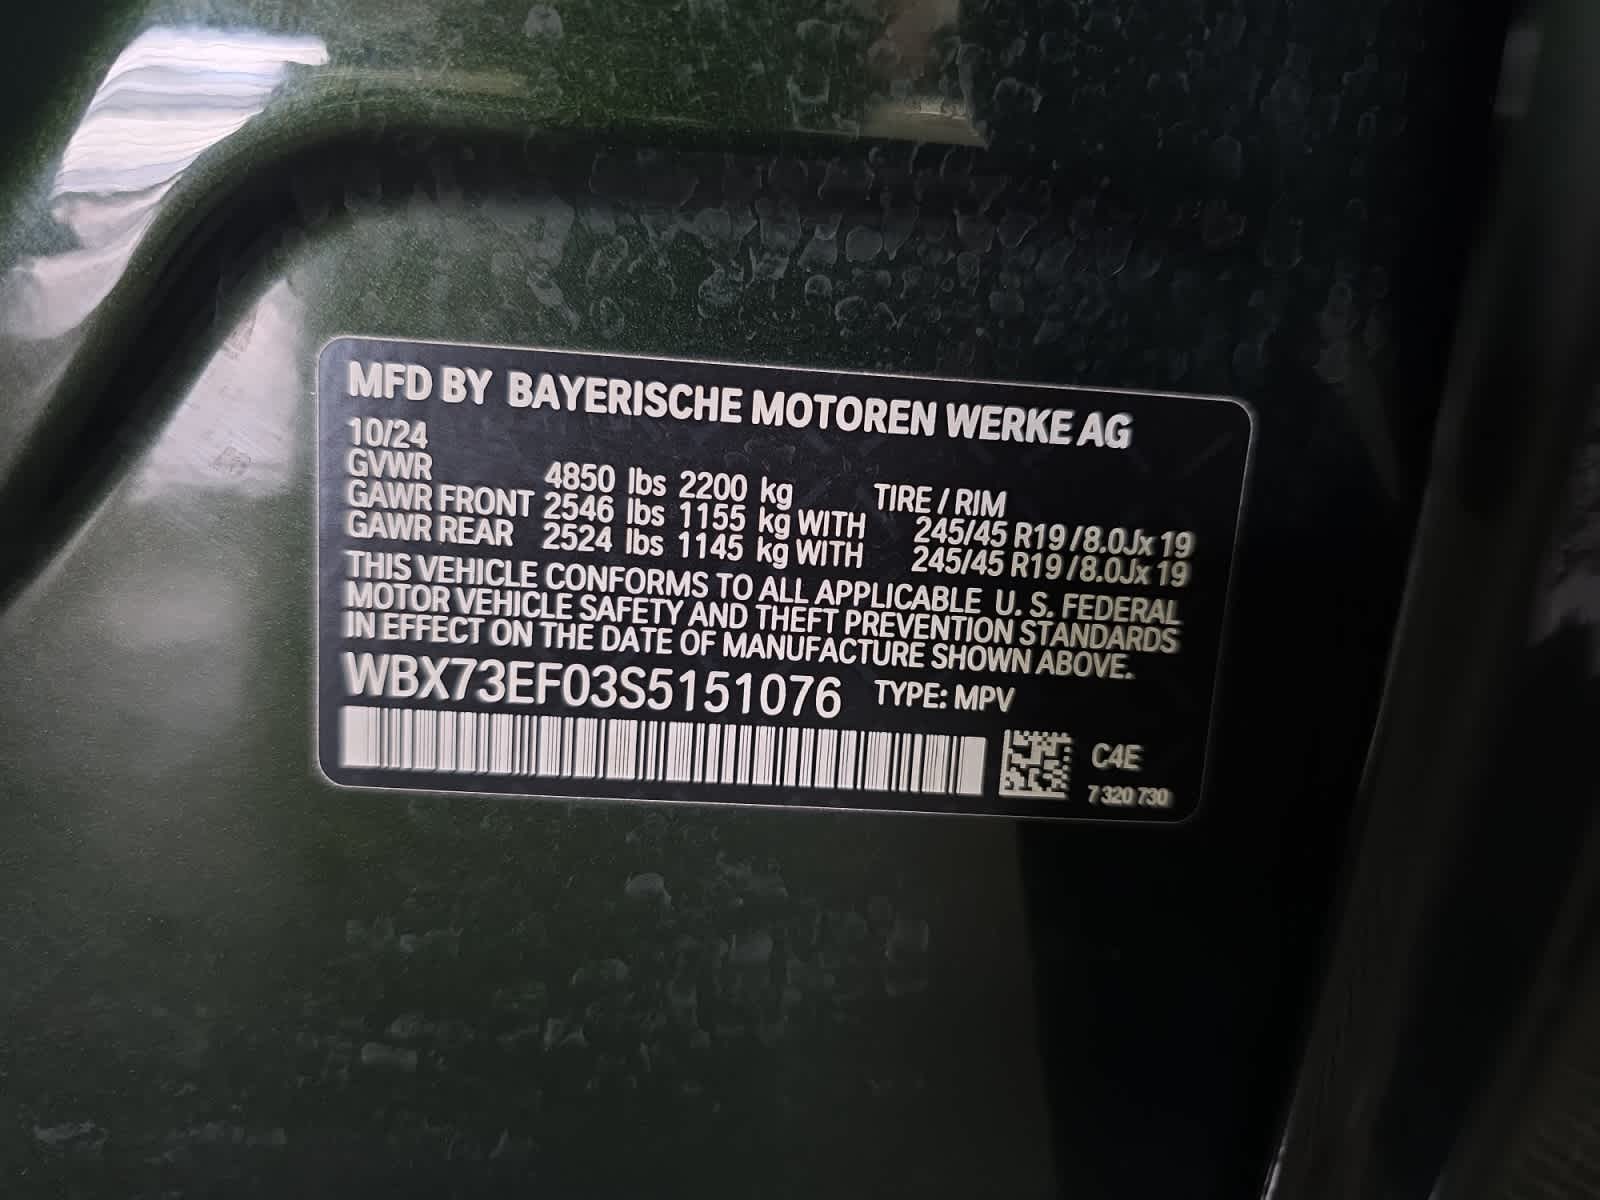 MFD BY BAYERISCHE MOTOREN WERKE AG
10/24
GVWR 4850 lbs 2200 kg TIRE / RIM
GAWR FRONT 2546 lbs 1155 kg WITH 245/45 R19 /8.0Jx 19
GAWR REAR 2524 lbs 1145 kg WITH 245/45 R19 /8.0Jx 19
THIS VEHICLE CONFORMS TO ALL APPLICABLE U. S. FEDERAL
MOTOR VEHICLE SAFETY AND THEFT PREVENTION STANDARDS
IN EFFECT ON THE DATE OF MANUFACTURE SHOWN ABOVE.
WBX73EF03S5151076 TYPE: MPV
C4E
7 320 730